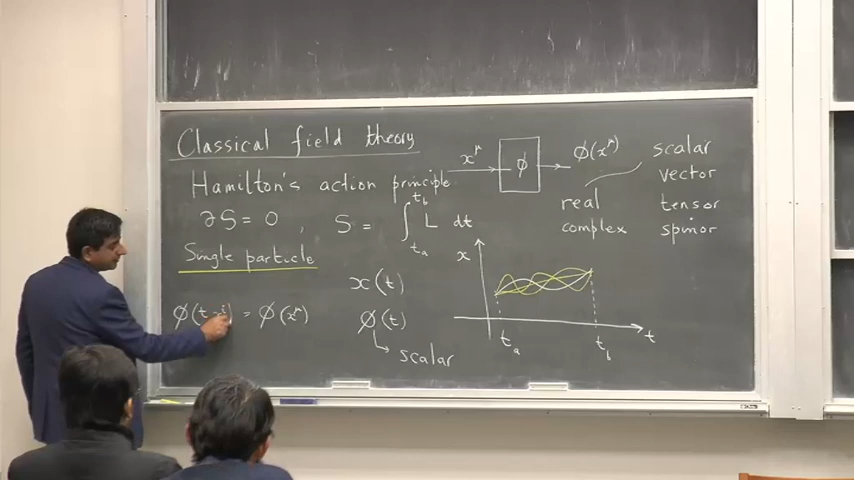 Classical field theory
Hamilton's action principle
∂S = 0 , S = ∫_{t_a}^{t_b} L dt
Single particle
ϕ(t, x^i) = ϕ(x^μ)
x(t)
ϕ(t)
scalar
x^μ ϕ ϕ(x^μ)
real
complex
scalar
vector
tensor
spinor
x
t_a t_b t